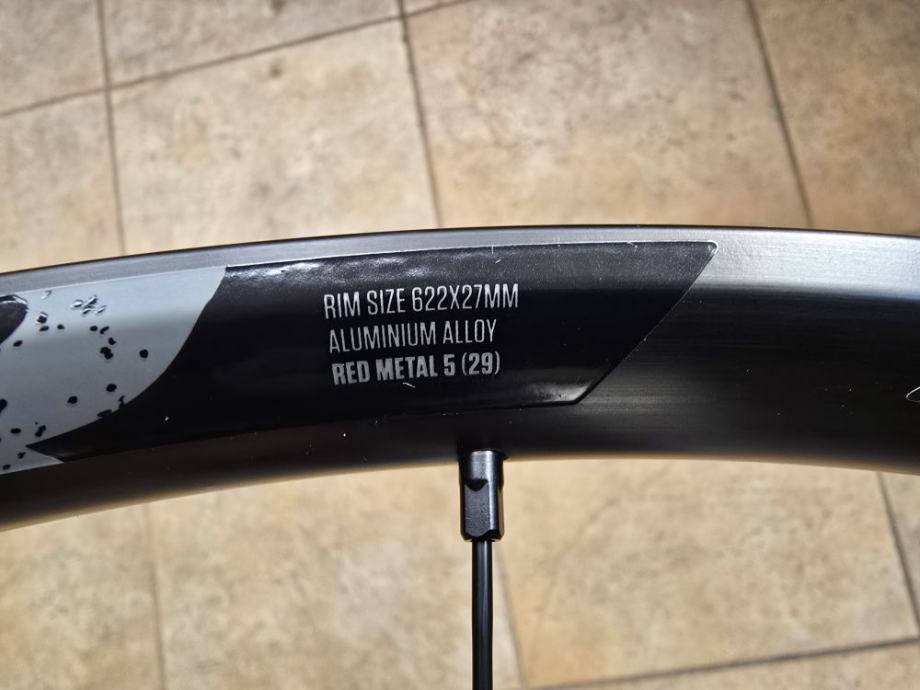 RIM SIZE 622X27MM
ALUMINIUM ALLOY
RED METAL 5 (29)